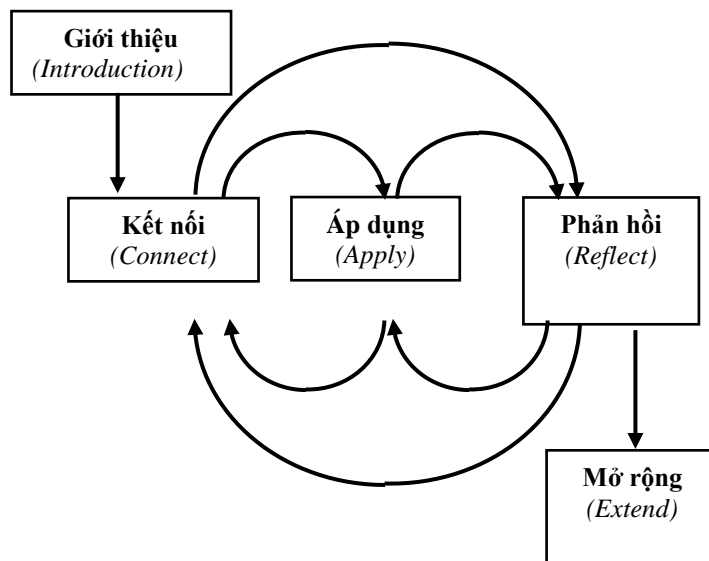 Giới thiệu
(Introduction)
Kết nối
(Connect)
Áp dụng
(Apply)
Phản hồi
(Reflect)
Mở rộng
(Extend)